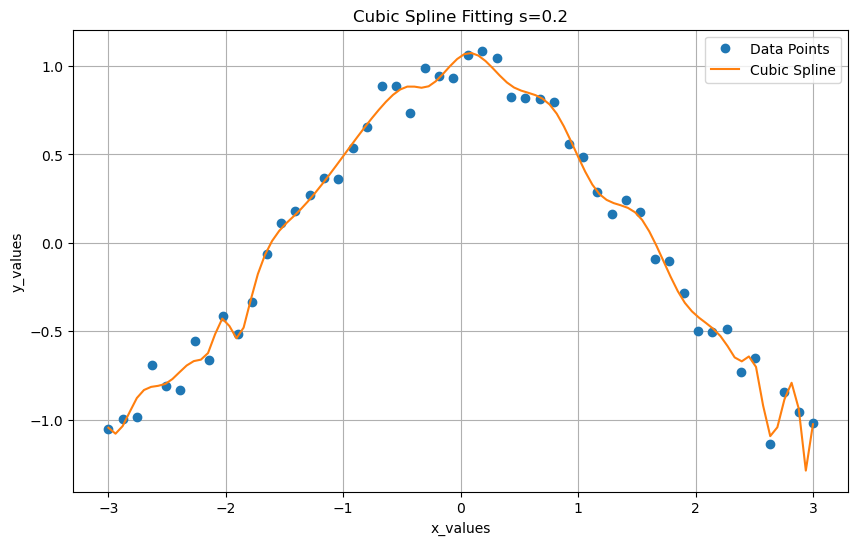 Cubic Spline Fitting s=0.2
Data Points
Cubic Spline
y_values
1.0
0.5
0.0
−0.5
−1.0
−3
−2
−1
0
1
2
3
x_values